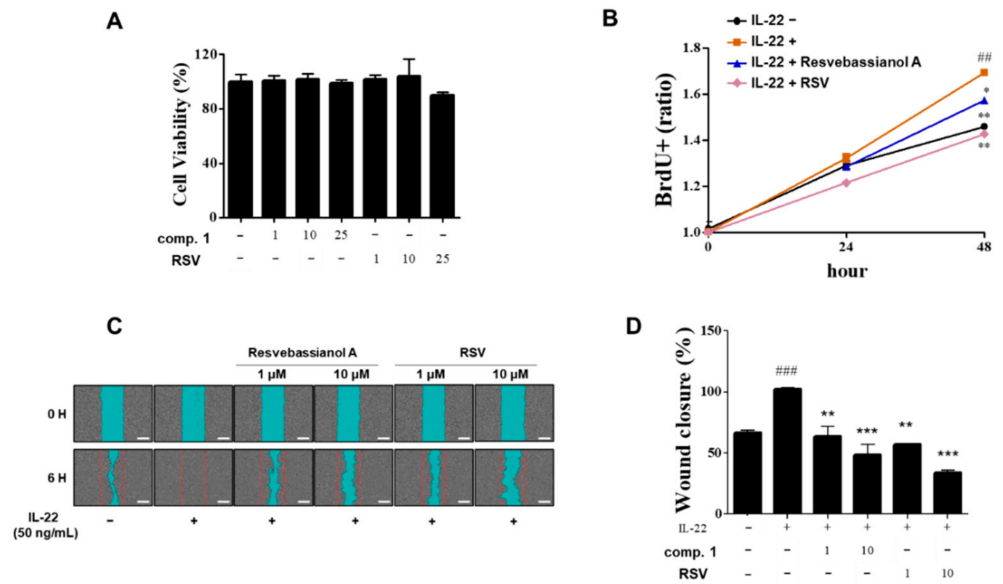 A
Cell Viability (%)
120
80
40
0
comp. 1 – 1 10 25 – – –
RSV – – – – 1 10 25
B
IL-22 –
IL-22 +
IL-22 + Resvebassianol A
IL-22 + RSV
BrdU+ (ratio)
1.8
1.6
1.4
1.2
1.0
##
*
**
**
0 24 48
hour
C
Resvebassianol A RSV
1 µM 10 µM 1 µM 10 µM
0 H
6 H
IL-22 – + + + + +
(50 ng/mL)
D
Wound closure (%)
150
100
50
0
###
**
***
**
***
IL-22 – + + + + +
comp. 1 – – 1 10 – –
RSV – – – – 1 10